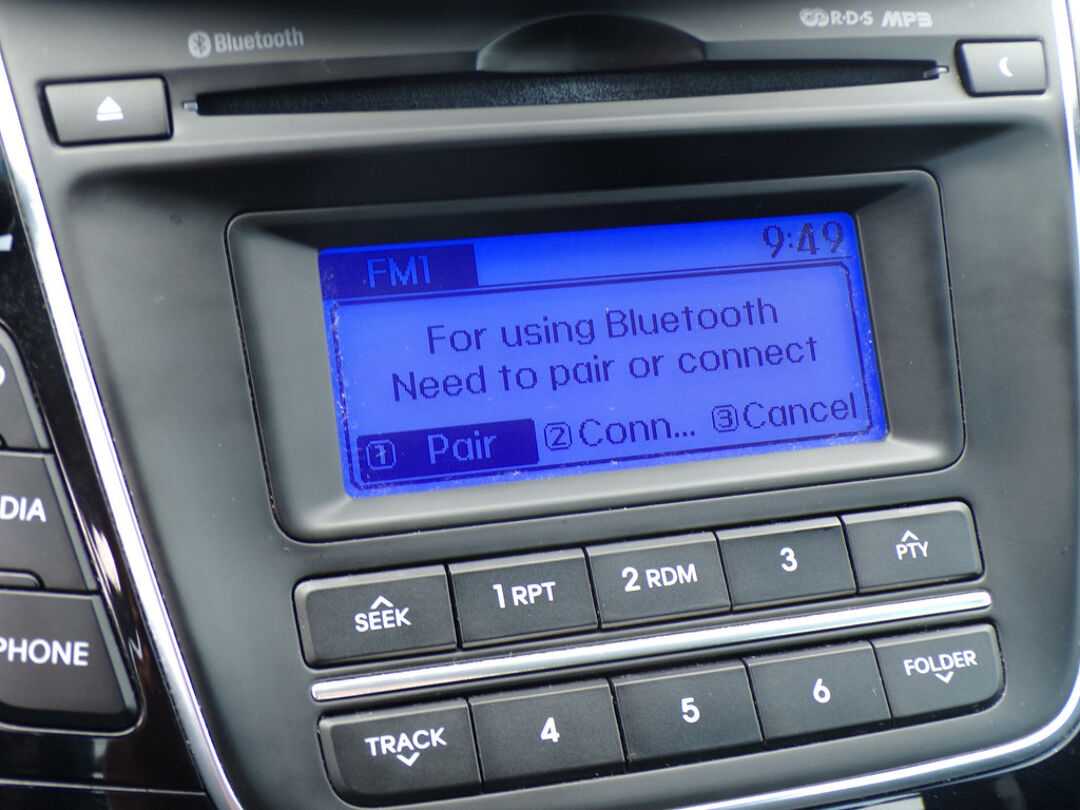 Bluetooth
R·D·S MP3
FM1 9:49
For using Bluetooth
Need to pair or connect
1 Pair 2 Conn... 3 Cancel
SEEK
1 RPT
2 RDM
3
PTY
DIA
PHONE
TRACK
4
5
6
FOLDER